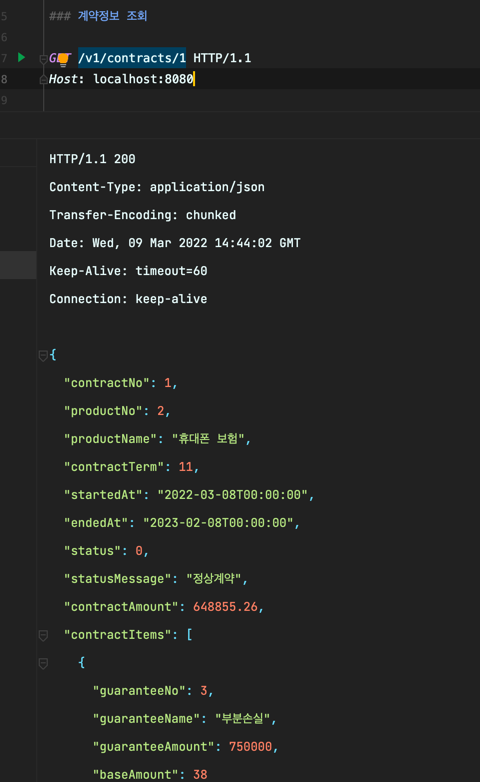 5
### 계약정보 조회
6
7
GET /v1/contracts/1 HTTP/1.1
8
Host: localhost:8080
9
HTTP/1.1 200
Content-Type: application/json
Transfer-Encoding: chunked
Date: Wed, 09 Mar 2022 14:44:02 GMT
Keep-Alive: timeout=60
Connection: keep-alive
{
"contractNo": 1,
"productNo": 2,
"productName": "휴대폰 보험",
"contractTerm": 11,
"startedAt": "2022-03-08T00:00:00",
"endedAt": "2023-02-08T00:00:00",
"status": 0,
"statusMessage": "정상계약",
"contractAmount": 648855.26,
"contractItems": [
{
"guaranteeNo": 3,
"guaranteeName": "부분손실",
"guaranteeAmount": 750000,
"baseAmount": 38